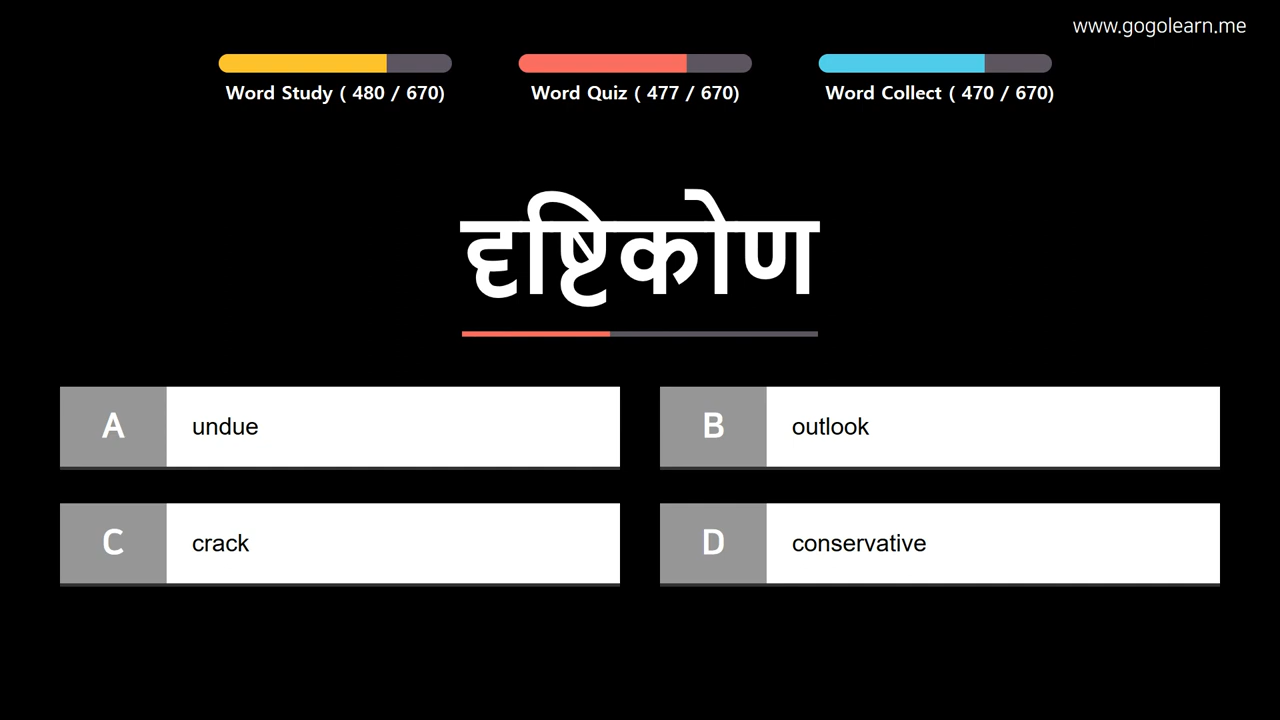 www.gogolearn.me
Word Study ( 480 / 670)
Word Quiz ( 477 / 670)
Word Collect ( 470 / 670)
दृष्टिकोण
A undue
B outlook
C crack
D conservative